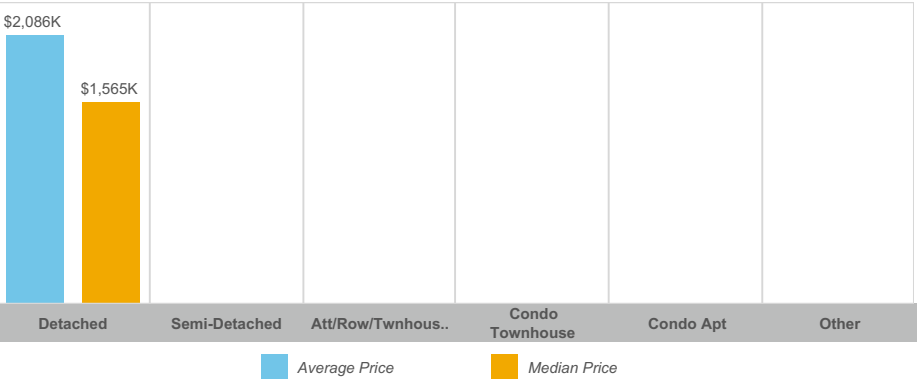 $2,086K
$1,565K
Detached
Semi-Detached
Att/Row/Twnhous..
Condo
Townhouse
Condo Apt
Other
Average Price
Median Price